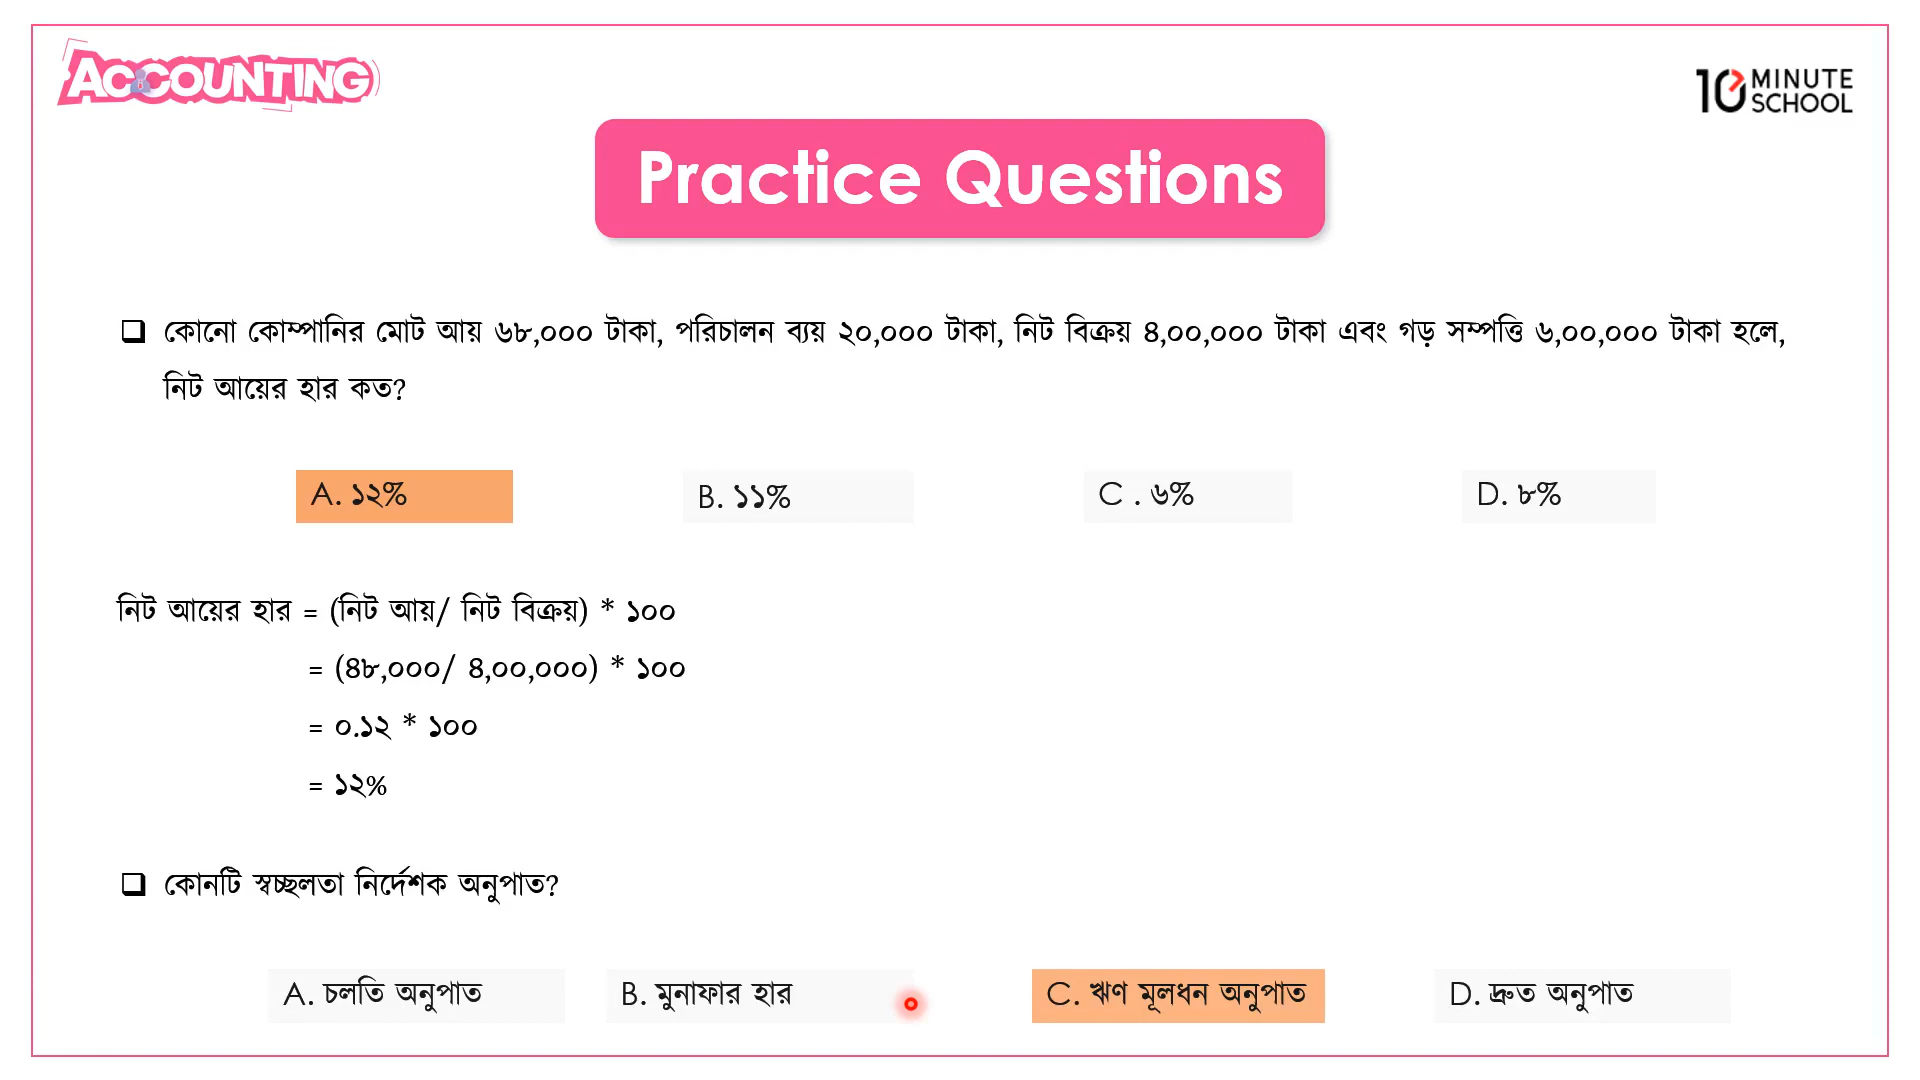 ACCOUNTING
10 MINUTE
SCHOOL
Practice Questions
কোনো কোম্পানির মোট আয় ৬৮,০০০ টাকা, পরিচালন ব্যয় ২০,০০০ টাকা, নিট বিক্রয় ৪,০০,০০০ টাকা এবং গড় সম্পত্তি ৬,০০,০০০ টাকা হলে,
নিট আয়ের হার কত?
A. ১২% B. ১১% C . ৬% D. ৮%
নিট আয়ের হার = (নিট আয়/ নিট বিক্রয়) * ১০০
= (৪৮,০০০/ ৪,০০,০০০) * ১০০
= ০.১২ * ১০০
= ১২%
কোনটি স্বচ্ছলতা নির্দেশক অনুপাত?
A. চলতি অনুপাত B. মুনাফার হার C. ঋণ মূলধন অনুপাত D. দ্রুত অনুপাত